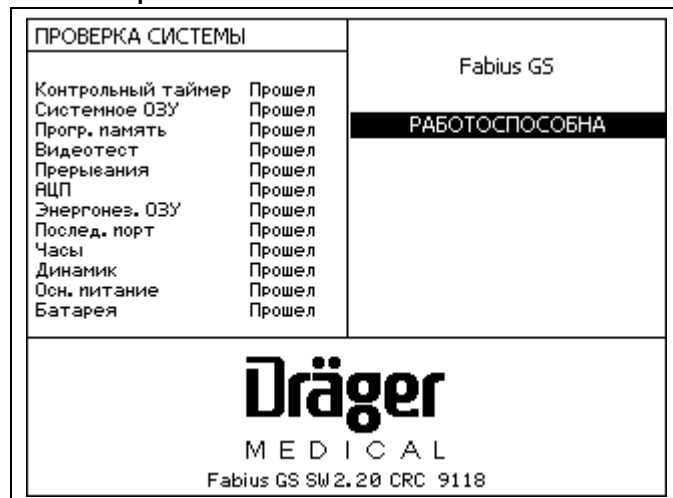 ПРОВЕРКА СИСТЕМЫ
Контрольный таймер Прошел
Системное ОЗУ Прошел
Прогр. память Прошел
Видеотест Прошел
Прерывания Прошел
АЦП Прошел
Энергонез. ОЗУ Прошел
Послед. порт Прошел
Часы Прошел
Динамик Прошел
Осн. питание Прошел
Батарея Прошел
Fabius GS
РАБОТОСПОСОБНА
Dräger
MEDICAL
Fabius GS SW 2.20 CRC 9118